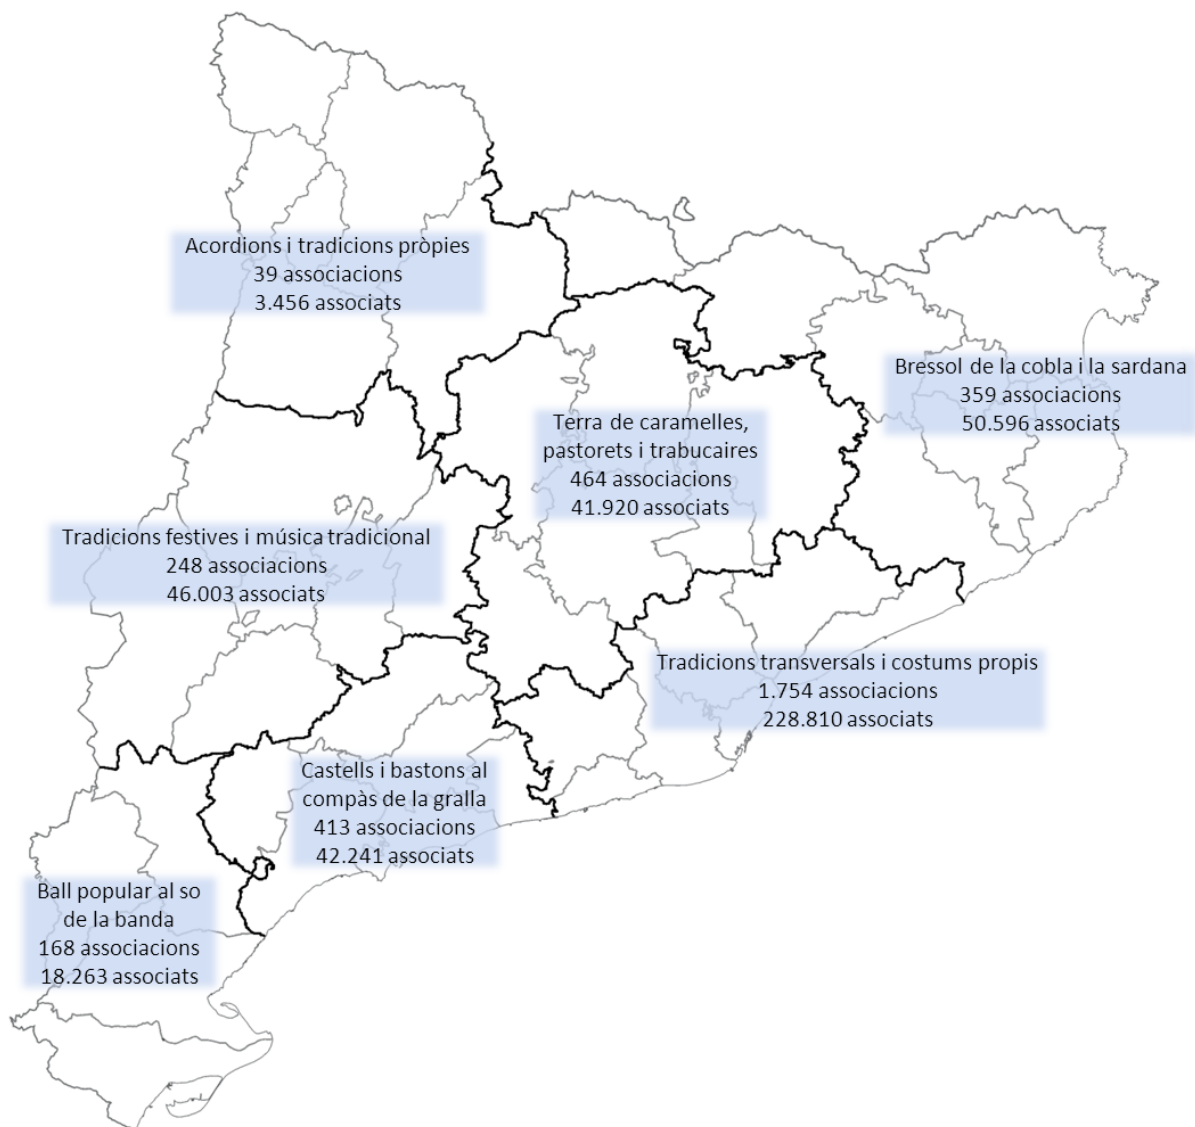 Acordions i tradicions pròpies
39 associacions
3.456 associats
Bressol de la cobla i la sardana
359 associacions
50.596 associats
Terra de caramelles,
pastorets i trabucaires
464 associacions
41.920 associats
Tradicions festives i música tradicional
248 associacions
46.003 associats
Tradicions transversals i costums propis
1.754 associacions
228.810 associats
Castells i bastons al
compàs de la gralla
413 associacions
42.241 associats
Ball popular al so
de la banda
168 associacions
18.263 associats